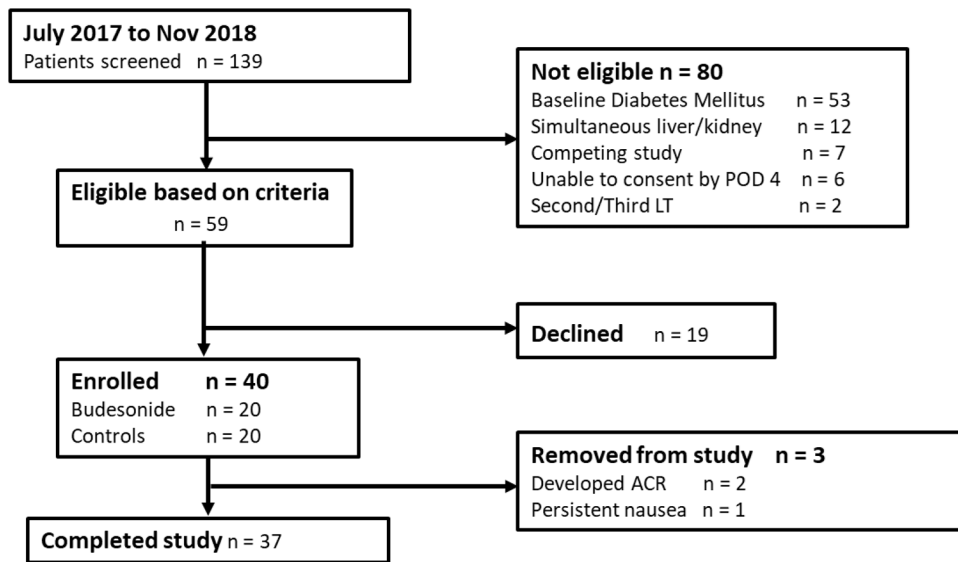 July 2017 to Nov 2018
Patients screened n = 139
Not eligible n = 80
Baseline Diabetes Mellitus n = 53
Simultaneous liver/kidney n = 12
Competing study n = 7
Unable to consent by POD 4 n = 6
Second/Third LT n = 2
Eligible based on criteria
n = 59
Declined n = 19
Enrolled n = 40
Budesonide n = 20
Controls n = 20
Removed from study n = 3
Developed ACR n = 2
Persistent nausea n = 1
Completed study n = 37